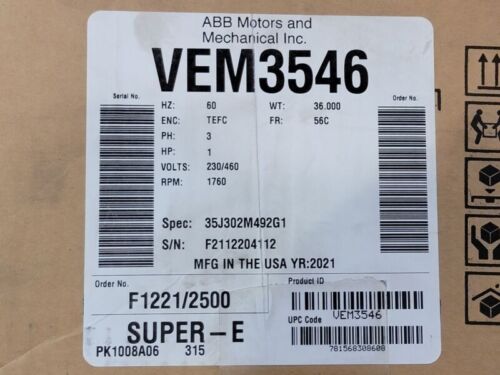 ABB Motors and
Mechanical Inc.
VEM3546
Serial No.
Order No.
HZ: 60 WT: 36.000
ENC: TEFC FR: 56C
PH: 3
HP: 1
VOLTS: 230/460
RPM: 1760
Spec: 35J302M492G1
S/N: F2112204112
MFG IN THE USA YR:2021
Order No.
F1221/2500
Product ID
VEM3546
SUPER-E
UPC Code
781568308608
PK1008A06 315